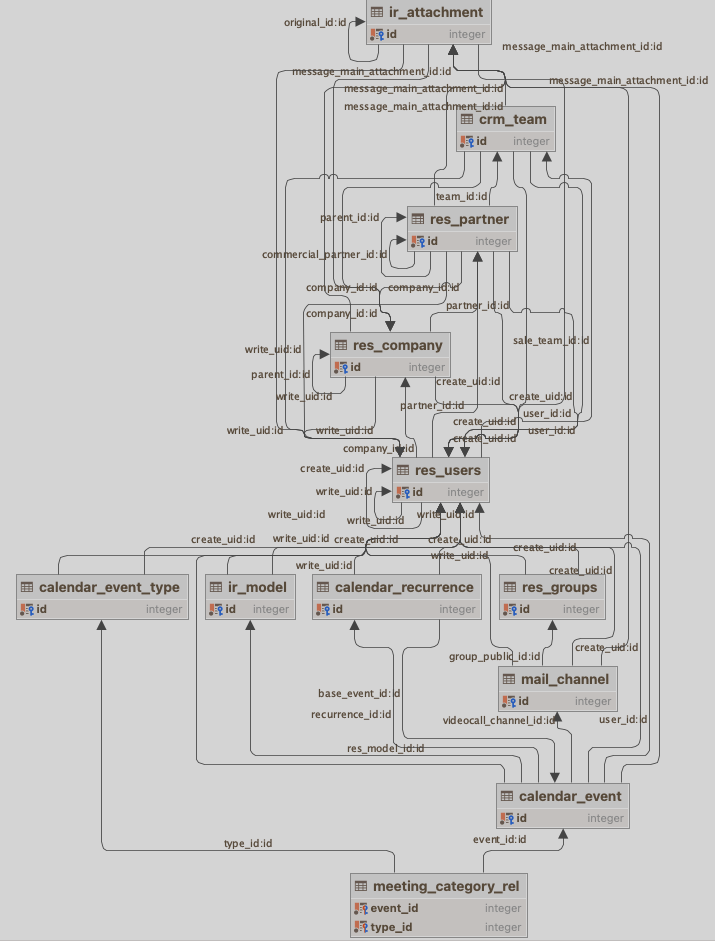 ir_attachment
original_id:id
id integer
message_main_attachment_id:id
message_main_attachment_id:id
message_main_attachment_id:id
message_main_attachment_id:id
message_main_attachment_id:id
crm_team
id integer
team_id:id
res_partner
parent_id:id
id integer
commercial_partner_id:id
company_id:id
company_id:id
partner_id:id
company_id:id
sale_team_id:id
res_company
write_uid:id
id integer
parent_id:id
create_uid:id
write_uid:id
create_uid:id
partner_id:id
user_id:id
create_uid:id
write_uid:id
write_uid:id
user_id:id
create_uid:id
company_id:id
res_users
create_uid:id
id integer
write_uid:id
write_uid:id
write_uid:id
write_uid:id
create_uid:id
write_uid:id
create_uid:id
create_uid:id
create_uid:id
write_uid:id
write_uid:id
create_uid:id
calendar_event_type
ir_model
calendar_recurrence
res_groups
id integer
id integer
id integer
id integer
create_uid:id
group_public_id:id
mail_channel
base_event_id:id
id integer
recurrence_id:id
videocall_channel_id:id
user_id:id
res_model_id:id
calendar_event
id integer
type_id:id
event_id:id
meeting_category_rel
event_id integer
type_id integer